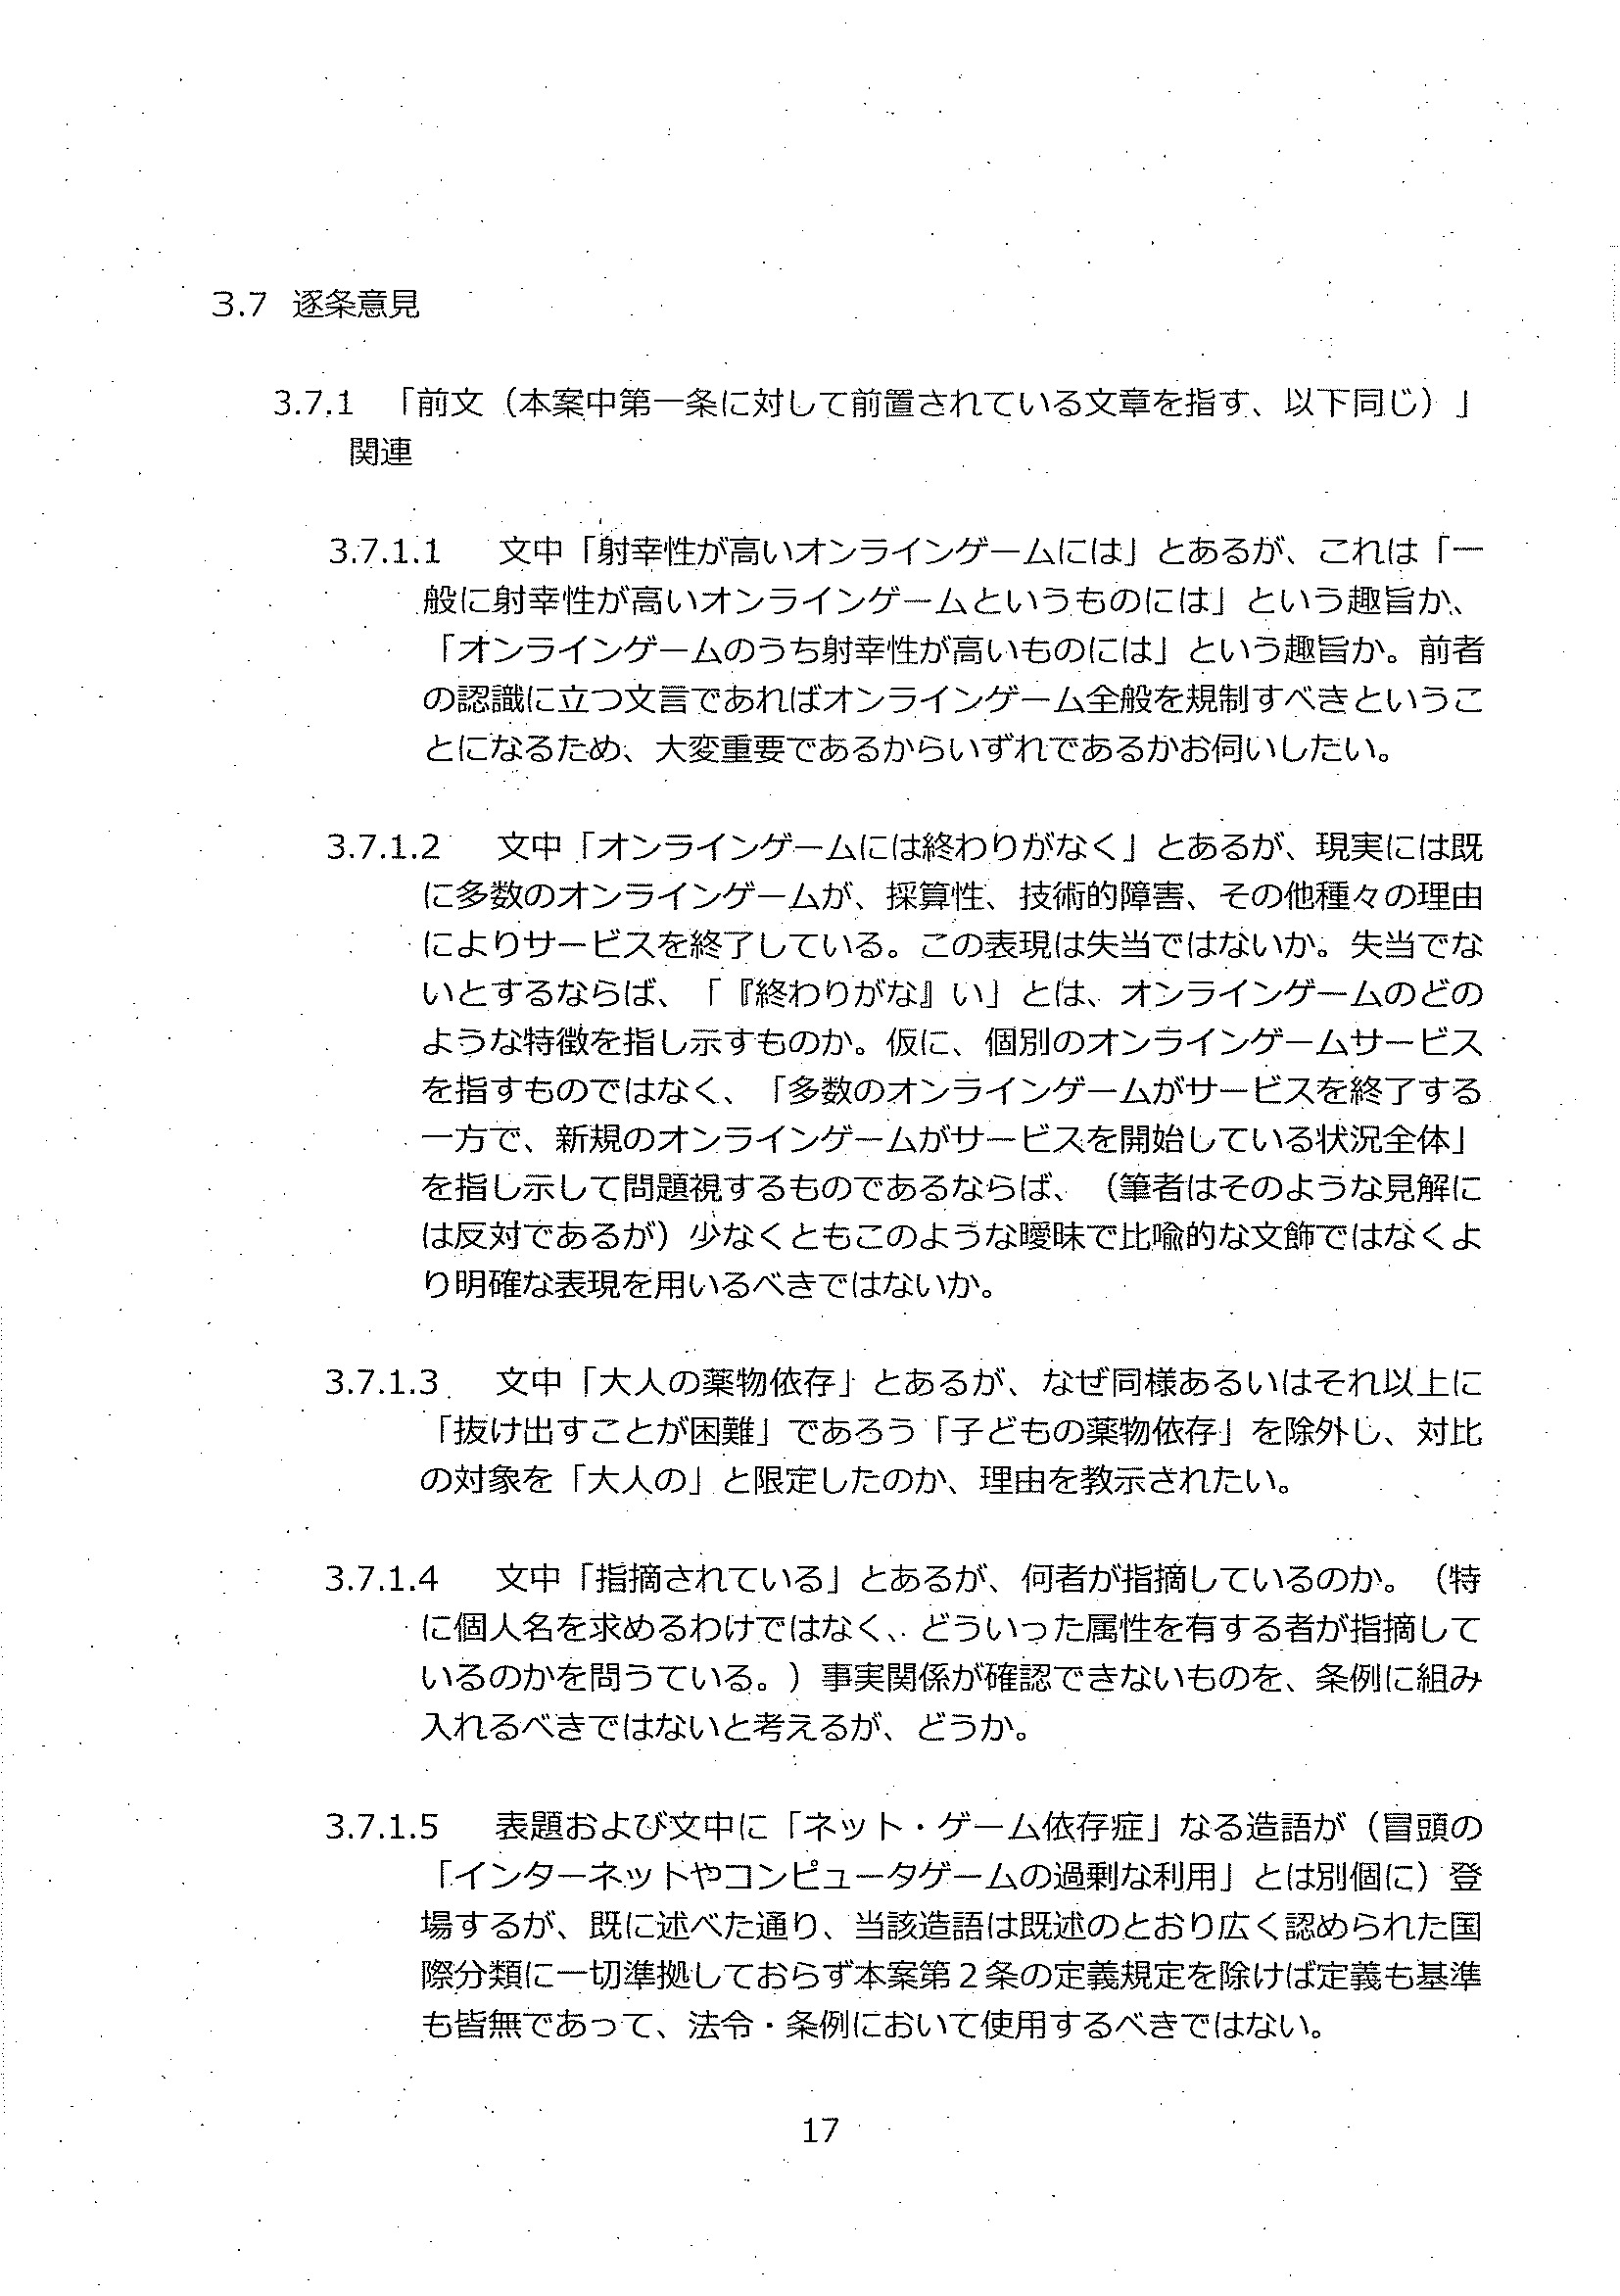 3.7 逐条意見
3.7.1 「前文（本案中第一条に対して前置されている文章を指す、以下同じ）」
関連
3.7.1.1 文中「射幸性が高いオンラインゲームには」とあるが、これは「一
般に射幸性が高いオンラインゲームというものには」という趣旨か、
「オンラインゲームのうち射幸性が高いものには」という趣旨か。前者
の認識に立つ文言であればオンラインゲーム全般を規制すべきというこ
とになるため、大変重要であるからいずれであるかお伺いしたい。
3.7.1.2 文中「オンラインゲームには終わりがなく」とあるが、現実には既
に多数のオンラインゲームが、採算性、技術的障害、その他種々の理由
によりサービスを終了している。この表現は失当ではないか。失当でな
いとするならば、「『終わりがな』い」とは、オンラインゲームのどの
ような特徴を指し示すものか。仮に、個別のオンラインゲームサービス
を指すものではなく、「多数のオンラインゲームがサービスを終了する
一方で、新規のオンラインゲームがサービスを開始している状況全体」
を指し示して問題視するものであるならば、（筆者はそのような見解に
は反対であるが）少なくともこのような曖昧で比喩的な文飾ではなくよ
り明確な表現を用いるべきではないか。
3.7.1.3 文中「大人の薬物依存」とあるが、なぜ同様あるいはそれ以上に
「抜け出すことが困難」であろう「子どもの薬物依存」を除外し、対比
の対象を「大人の」と限定したのか、理由を教示されたい。
3.7.1.4 文中「指摘されている」とあるが、何者が指摘しているのか。（特
に個人名を求めるわけではなく、どういった属性を有する者が指摘して
いるのかを問うている。）事実関係が確認できないものを、条例に組み
入れるべきではないと考えるが、どうか。
3.7.1.5 表題および文中に「ネット・ゲーム依存症」なる造語が（冒頭の
「インターネットやコンピュータゲームの過剰な利用」とは別個に）登
場するが、既に述べた通り、当該造語は既述のとおり広く認められた国
際分類に一切準拠しておらず本案第２条の定義規定を除けば定義も基準
も皆無であって、法令・条例において使用するべきではない。
17